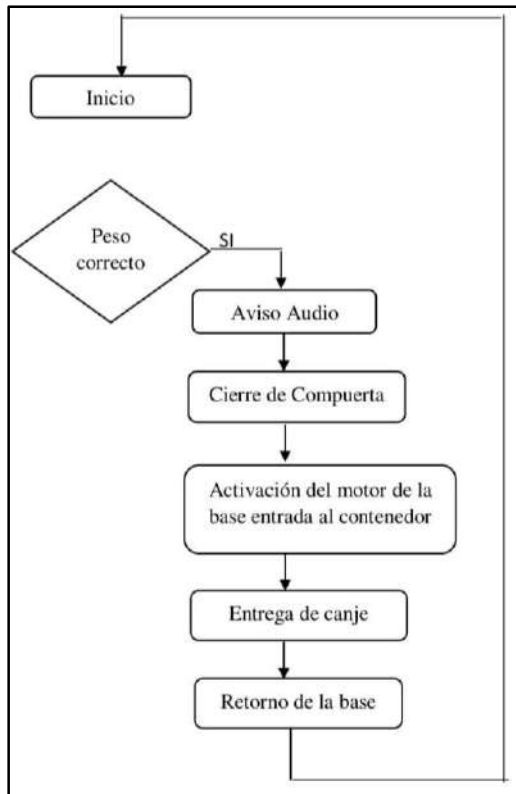 Inicio
Peso
correcto
SI
Aviso Audio
Cierre de Compuerta
Activación del motor de la
base entrada al contenedor
Entrega de canje
Retorno de la base